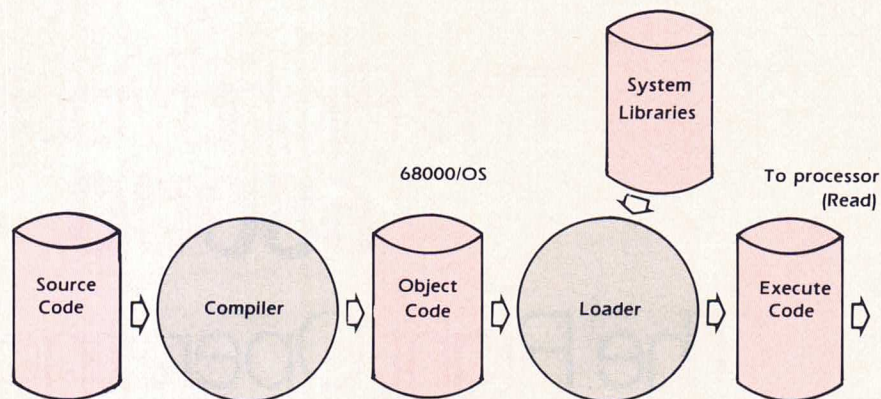 System
Libraries
68000/OS
To processor
(Read)
Source
Code
Compiler
Object
Code
Loader
Execute
Code